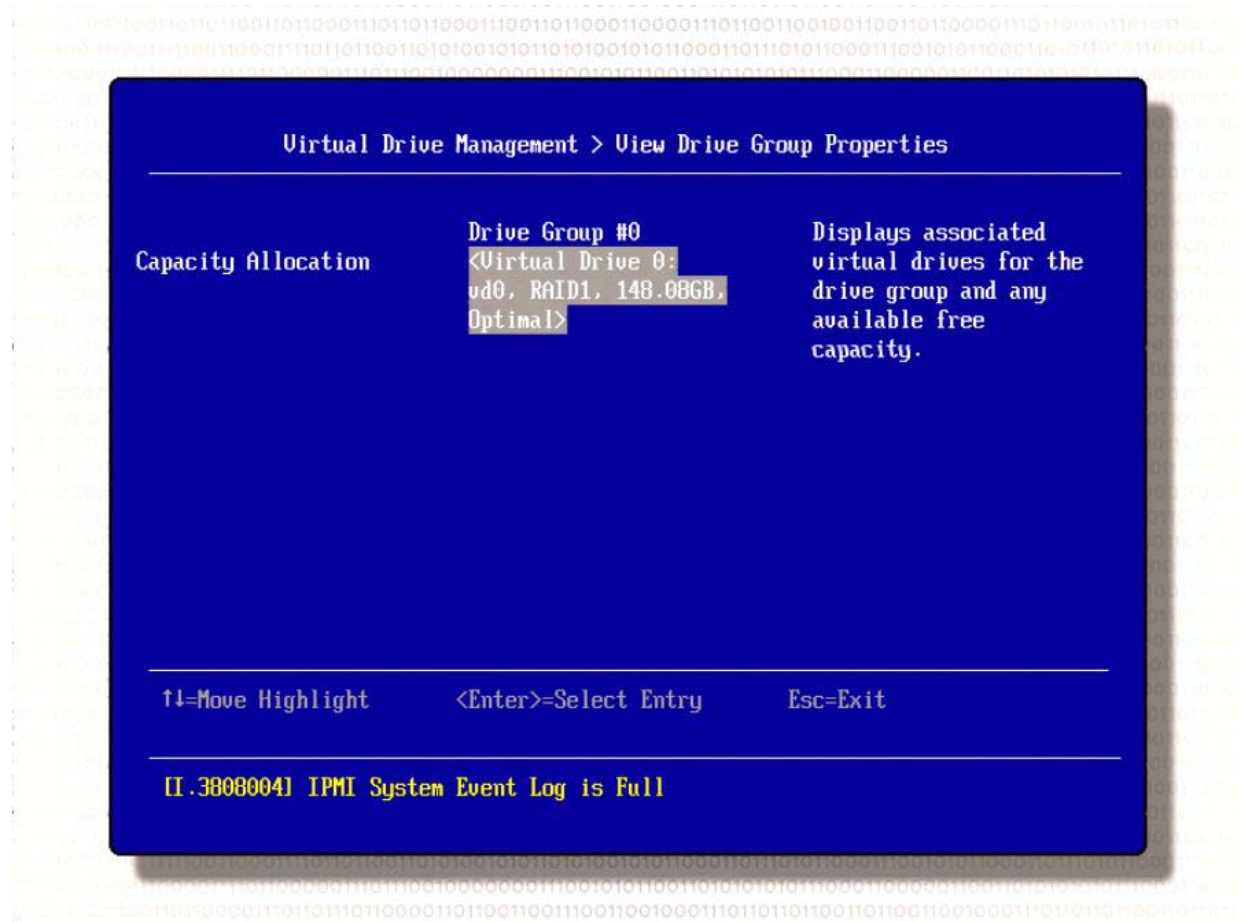 Virtual Drive Management > View Drive Group Properties
Drive Group #0
Capacity Allocation
<Virtual Drive 0:
vd0, RAID1, 148.08GB,
Optimal>
Displays associated
virtual drives for the
drive group and any
available free
capacity.
↑↓=Move Highlight
<Enter>=Select Entry
Esc=Exit
[I.3808004] IPMI System Event Log is Full